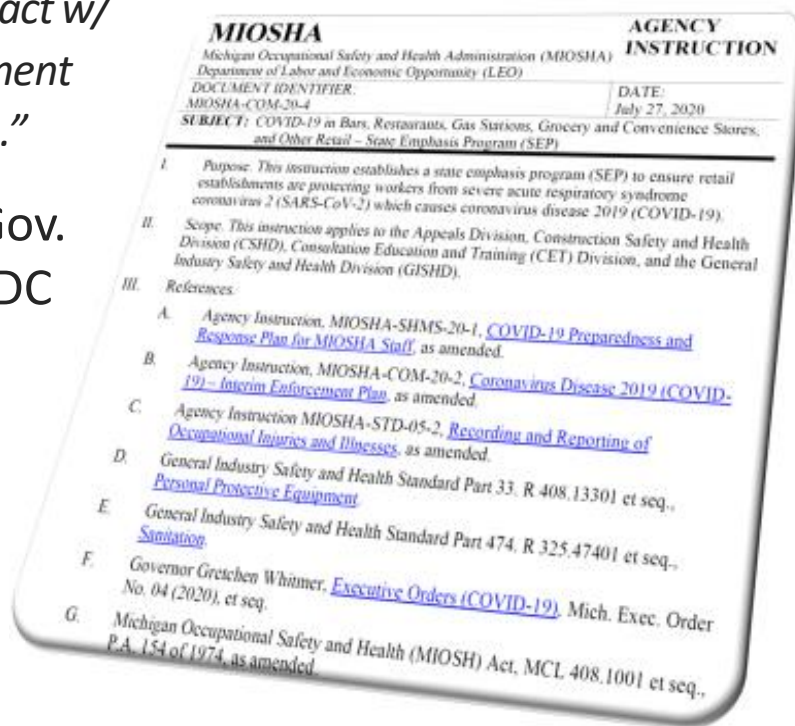 act w/
ment
.”
Gov.
DC
MIOSHA
AGENCY
INSTRUCTION
Michigan Occupational Safety and Health Administration (MIOSHA)
Department of Labor and Economic Opportunity (LEO)
DOCUMENT IDENTIFIER:
MIOSHA-COM-20-4
DATE:
July 27, 2020
SUBJECT: COVID-19 in Bars, Restaurants, Gas Stations, Grocery and Convenience Stores,
and Other Retail – State Emphasis Program (SEP)
I. Purpose. This instruction establishes a state emphasis program (SEP) to ensure retail
establishments are protecting workers from severe acute respiratory syndrome
coronavirus 2 (SARS-CoV-2) which causes coronavirus disease 2019 (COVID-19).
II. Scope. This instruction applies to the Appeals Division, Construction Safety and Health
Division (CSHD), Consultation Education and Training (CET) Division, and the General
Industry Safety and Health Division (GISHD).
III. References.
A. Agency Instruction, MIOSHA-SHMS-20-1, COVID-19 Preparedness and
Response Plan for MIOSHA Staff, as amended.
B. Agency Instruction, MIOSHA-COM-20-2, Coronavirus Disease 2019 (COVID-
19) – Interim Enforcement Plan, as amended.
C. Agency Instruction MIOSHA-STD-05-2, Recording and Reporting of
Occupational Injuries and Illnesses, as amended.
D. General Industry Safety and Health Standard Part 33. R 408.13301 et seq.,
Personal Protective Equipment.
E. General Industry Safety and Health Standard Part 474. R 325.47401 et seq.,
Sanitation.
F. Governor Gretchen Whitmer, Executive Orders (COVID-19), Mich. Exec. Order
No. 04 (2020), et seq.
G. Michigan Occupational Safety and Health (MIOSH) Act, MCL 408.1001 et seq.,
P.A. 154 of 1974, as amended.